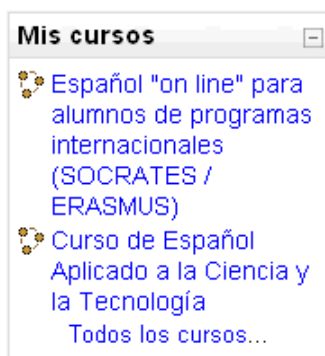 Mis cursos
Español "on line" para
alumnos de programas
internacionales
(SOCRATES /
ERASMUS)
Curso de Español
Aplicado a la Ciencia y
la Tecnología
Todos los cursos...